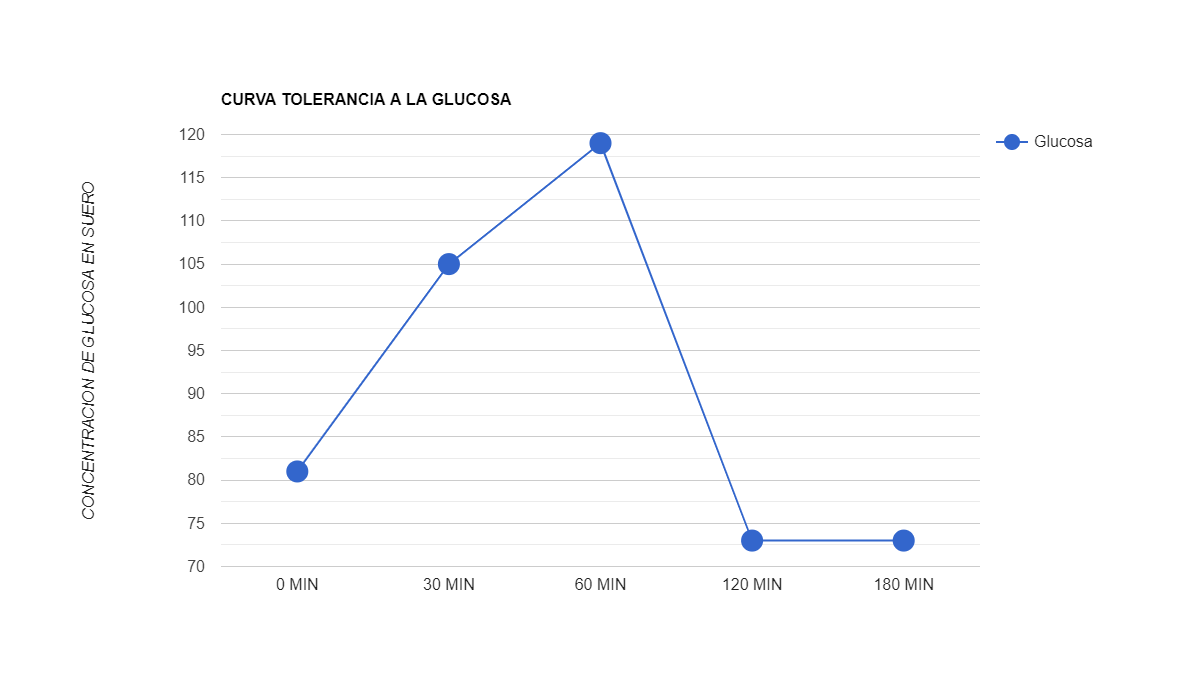 CURVA TOLERANCIA A LA GLUCOSA
Glucosa
CONCENTRACION DE GLUCOSA EN SUERO
120
115
110
105
100
95
90
85
80
75
70
0 MIN
30 MIN
60 MIN
120 MIN
180 MIN